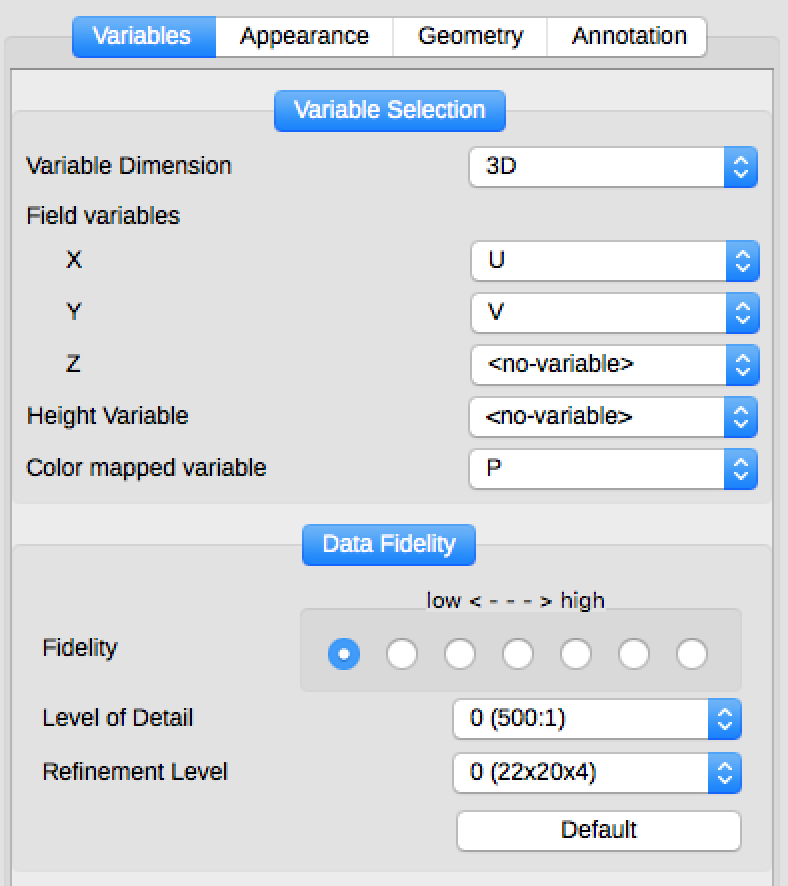 Variables Appearance Geometry Annotation
Variable Selection
Variable Dimension 3D
Field variables
X U
Y V
Z <no-variable>
Height Variable <no-variable>
Color mapped variable P
Data Fidelity
low < - - - > high
Fidelity
Level of Detail 0 (500:1)
Refinement Level 0 (22x20x4)
Default